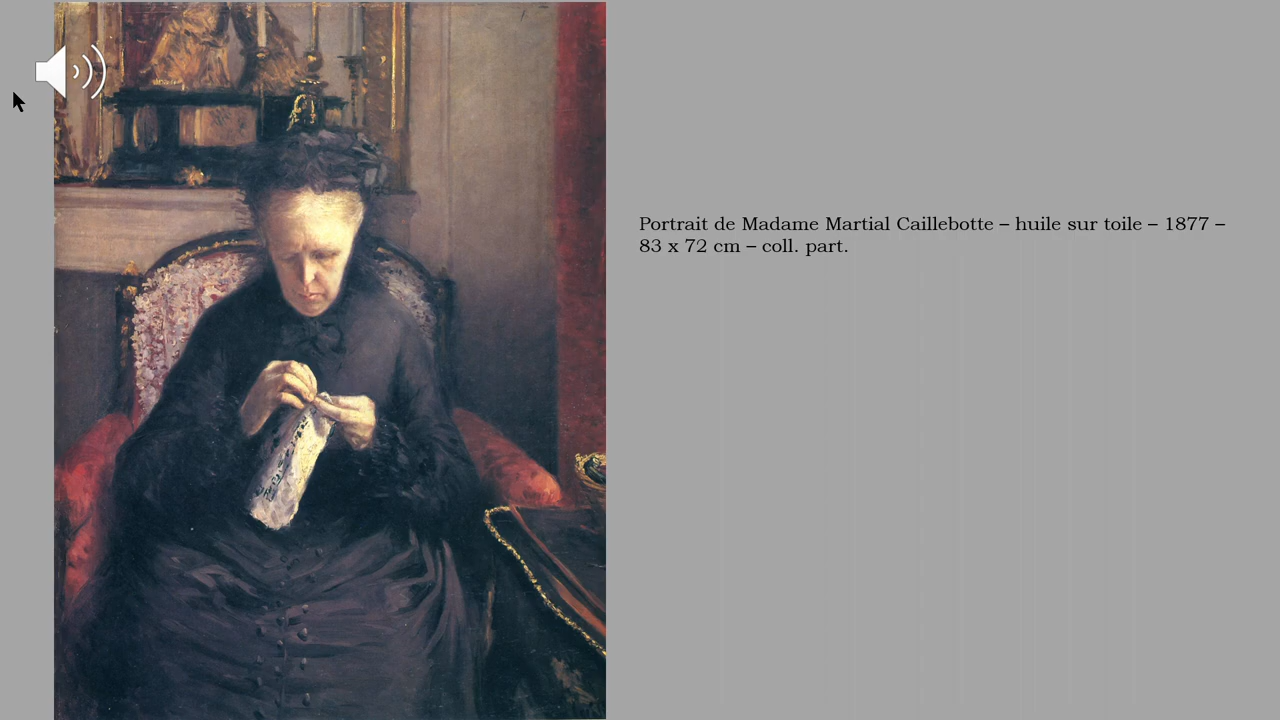 Portrait de Madame Martial Caillebotte – huile sur toile – 1877 –
83 x 72 cm – coll. part.